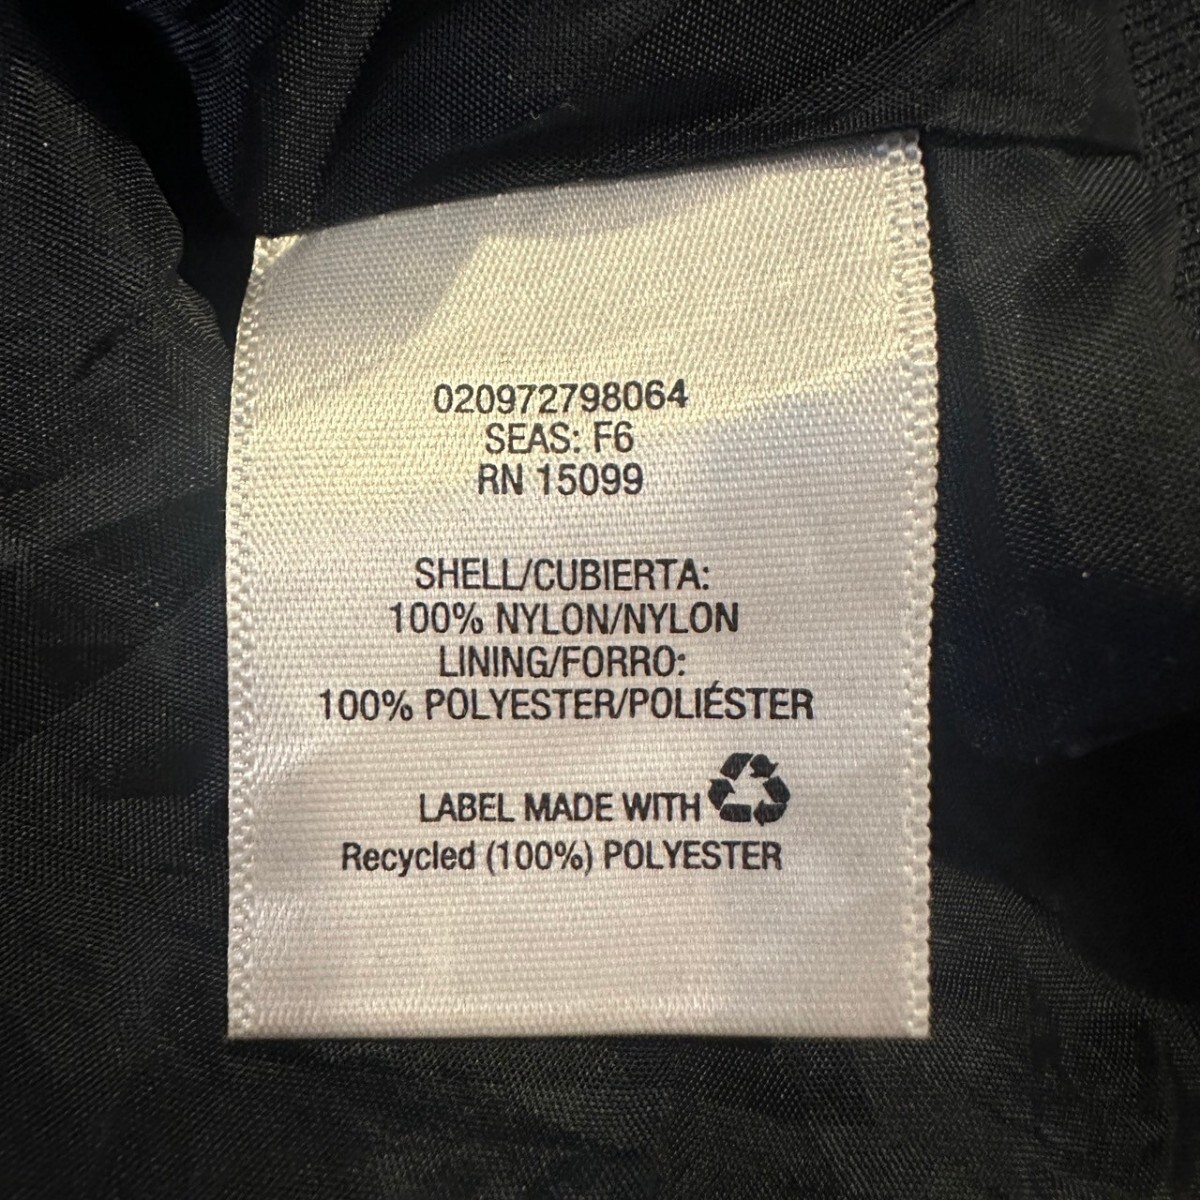 020972798064
SEAS: F6
RN 15099
SHELL/CUBIERTA:
100% NYLON/NYLON
LINING/FORRO:
100% POLYESTER/POLIÉSTER
LABEL MADE WITH
Recycled (100%) POLYESTER